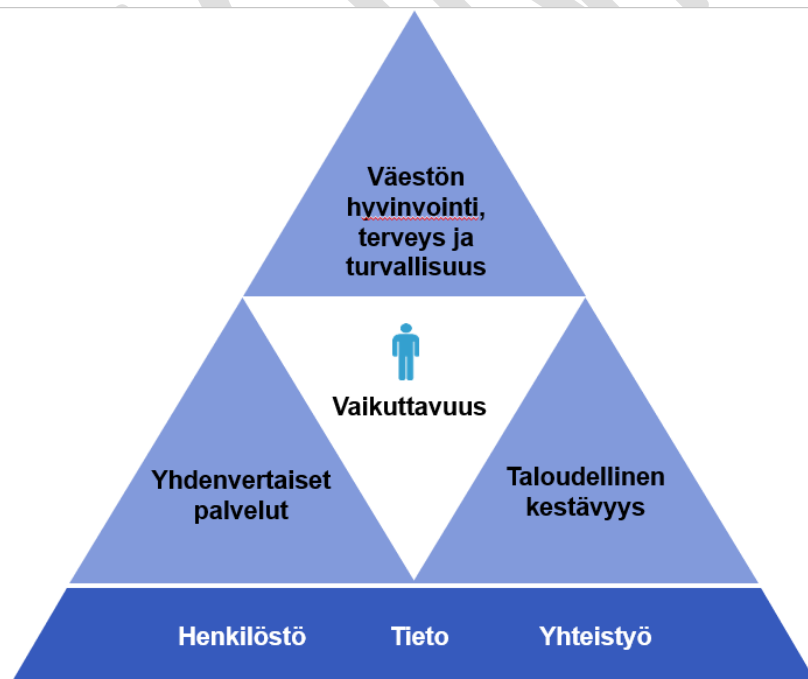 Väestön
hyvinvointi,
terveys ja
turvallisuus
Vaikuttavuus
Yhdenvertaiset
palvelut
Taloudellinen
kestävyys
Henkilöstö Tieto Yhteistyö